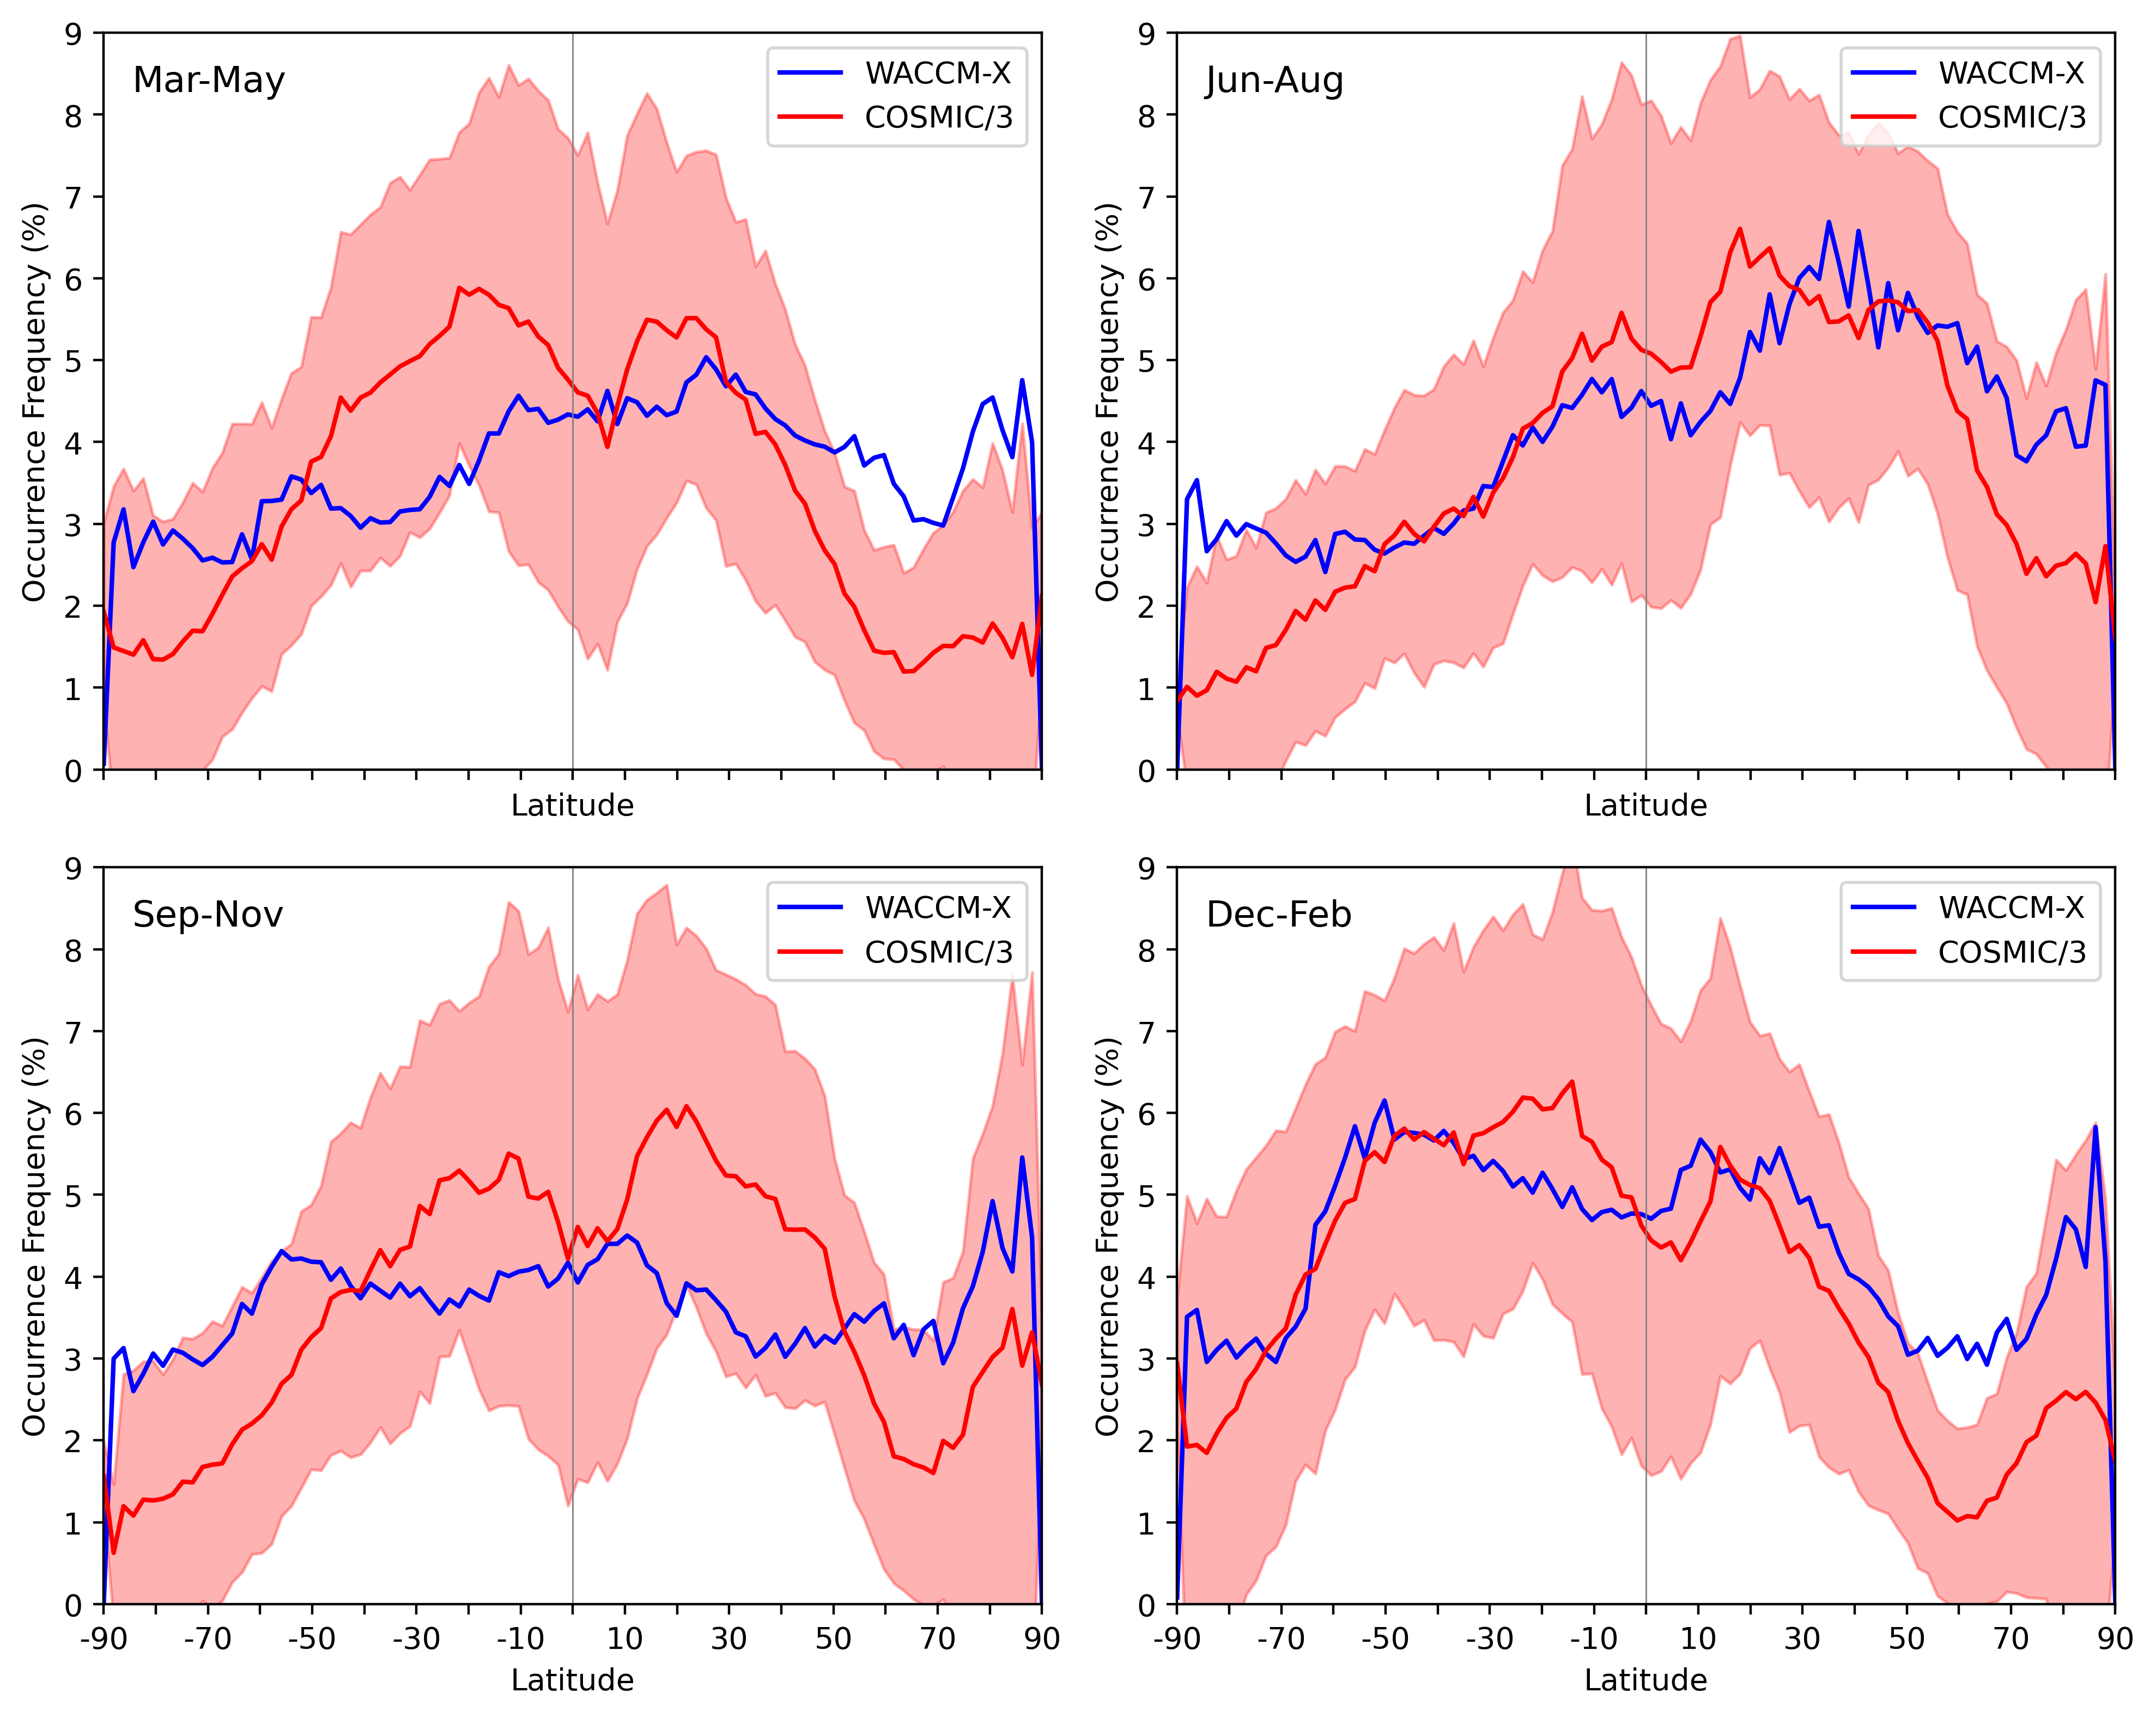 Mar-May
WACCM-X
COSMIC/3
Occurrence Frequency (%)
9
8
7
6
5
4
3
2
1
0
Latitude
Jun-Aug
WACCM-X
COSMIC/3
Occurrence Frequency (%)
9
8
7
6
5
4
3
2
1
0
Latitude
Sep-Nov
WACCM-X
COSMIC/3
Occurrence Frequency (%)
9
8
7
6
5
4
3
2
1
0
-90 -70 -50 -30 -10 10 30 50 70 90
Latitude
Dec-Feb
WACCM-X
COSMIC/3
Occurrence Frequency (%)
9
8
7
6
5
4
3
2
1
0
-90 -70 -50 -30 -10 10 30 50 70 90
Latitude